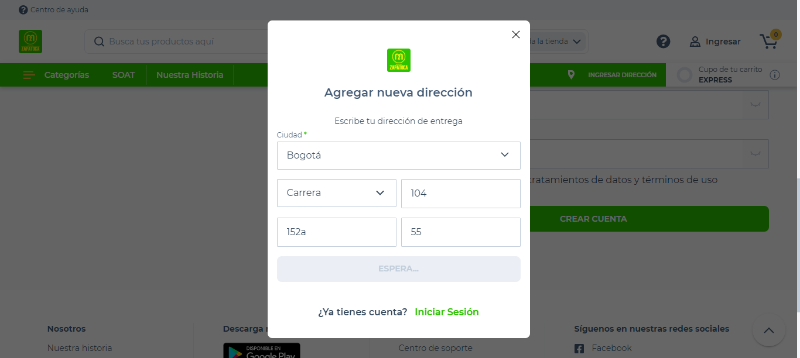 Centro de ayuda
Busca tus productos aquí
la tienda
Ingresar
0
Categorías
SOAT
Nuestra Historia
INGRESAR DIRECCIÓN
Cupo de tu carrito
EXPRESS
Agregar nueva dirección
Escribe tu dirección de entrega
Ciudad *
Bogotá
Carrera
104
152a
55
ESPERA...
¿Ya tienes cuenta? Iniciar Sesión
tratamientos de datos y términos de uso
CREAR CUENTA
Nosotros
Descarga
Síguenos en nuestras redes sociales
Nuestra historia
DISPONIBLE EN
Google Play
Centro de soporte
Facebook